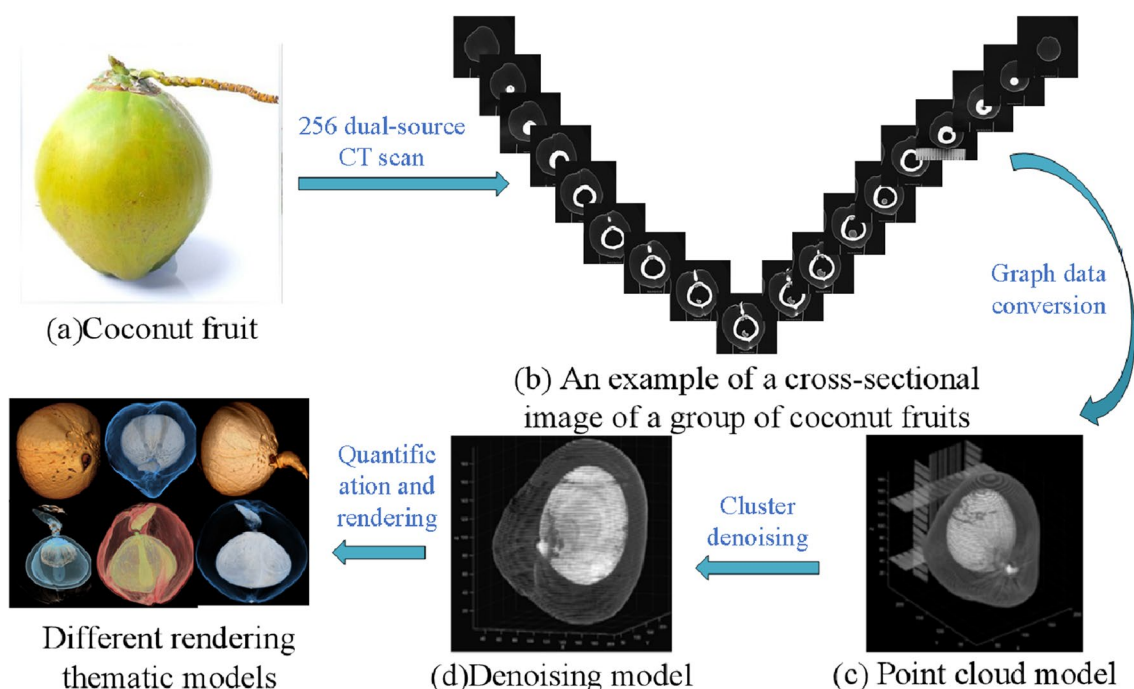 256 dual-source
CT scan
(a)Coconut fruit
(b) An example of a cross-sectional
image of a group of coconut fruits
Graph data
conversion
(c) Point cloud model
Cluster
denoising
(d)Denoising model
Quantific
ation and
rendering
Different rendering
thematic models